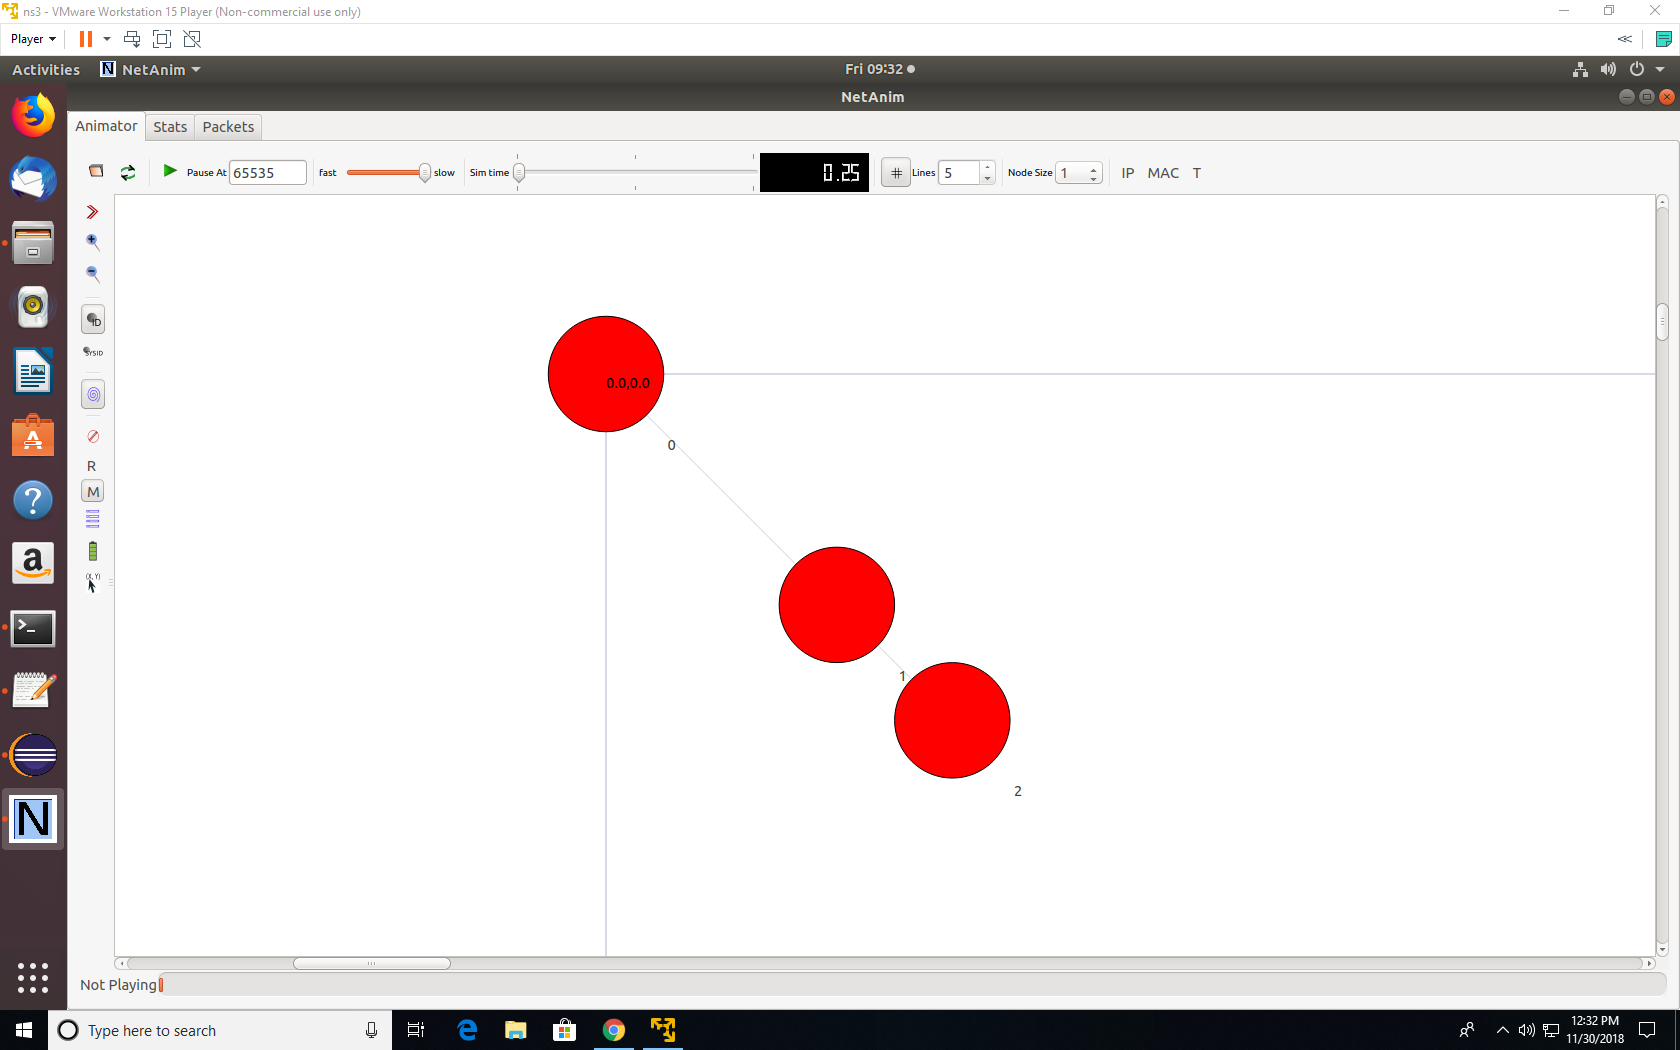 ns3 - VMware Workstation 15 Player (Non-commercial use only)
Player
Activities NetAnim Fri 09:32
NetAnim
Animator Stats Packets
Pause At 65535 fast slow Sim time 0.25 # Lines 5 Node Size 1 IP MAC T
ID
SYSID
R
M
(X, Y)
0.0,0.0
0
1
2
a
>_
N
Not Playing
Type here to search
12:32 PM
11/30/2018